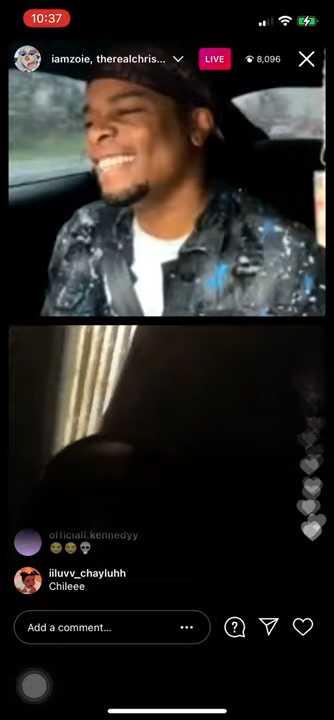 10:37
iamzoie, therealchris...
LIVE
8,096
officiall.kennedyy
iiluvv_chayluhh
Chileee
Add a comment...